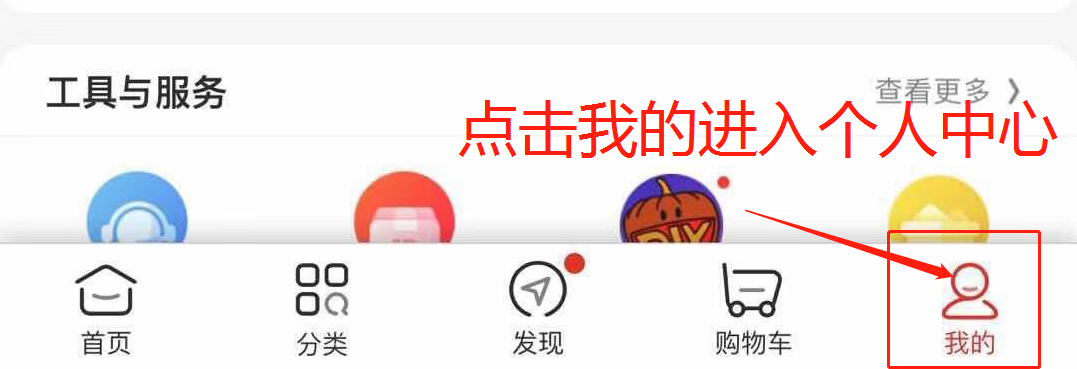 工具与服务
查看更多
点击我的进入个人中心
DIY
首页
分类
发现
购物车
我的